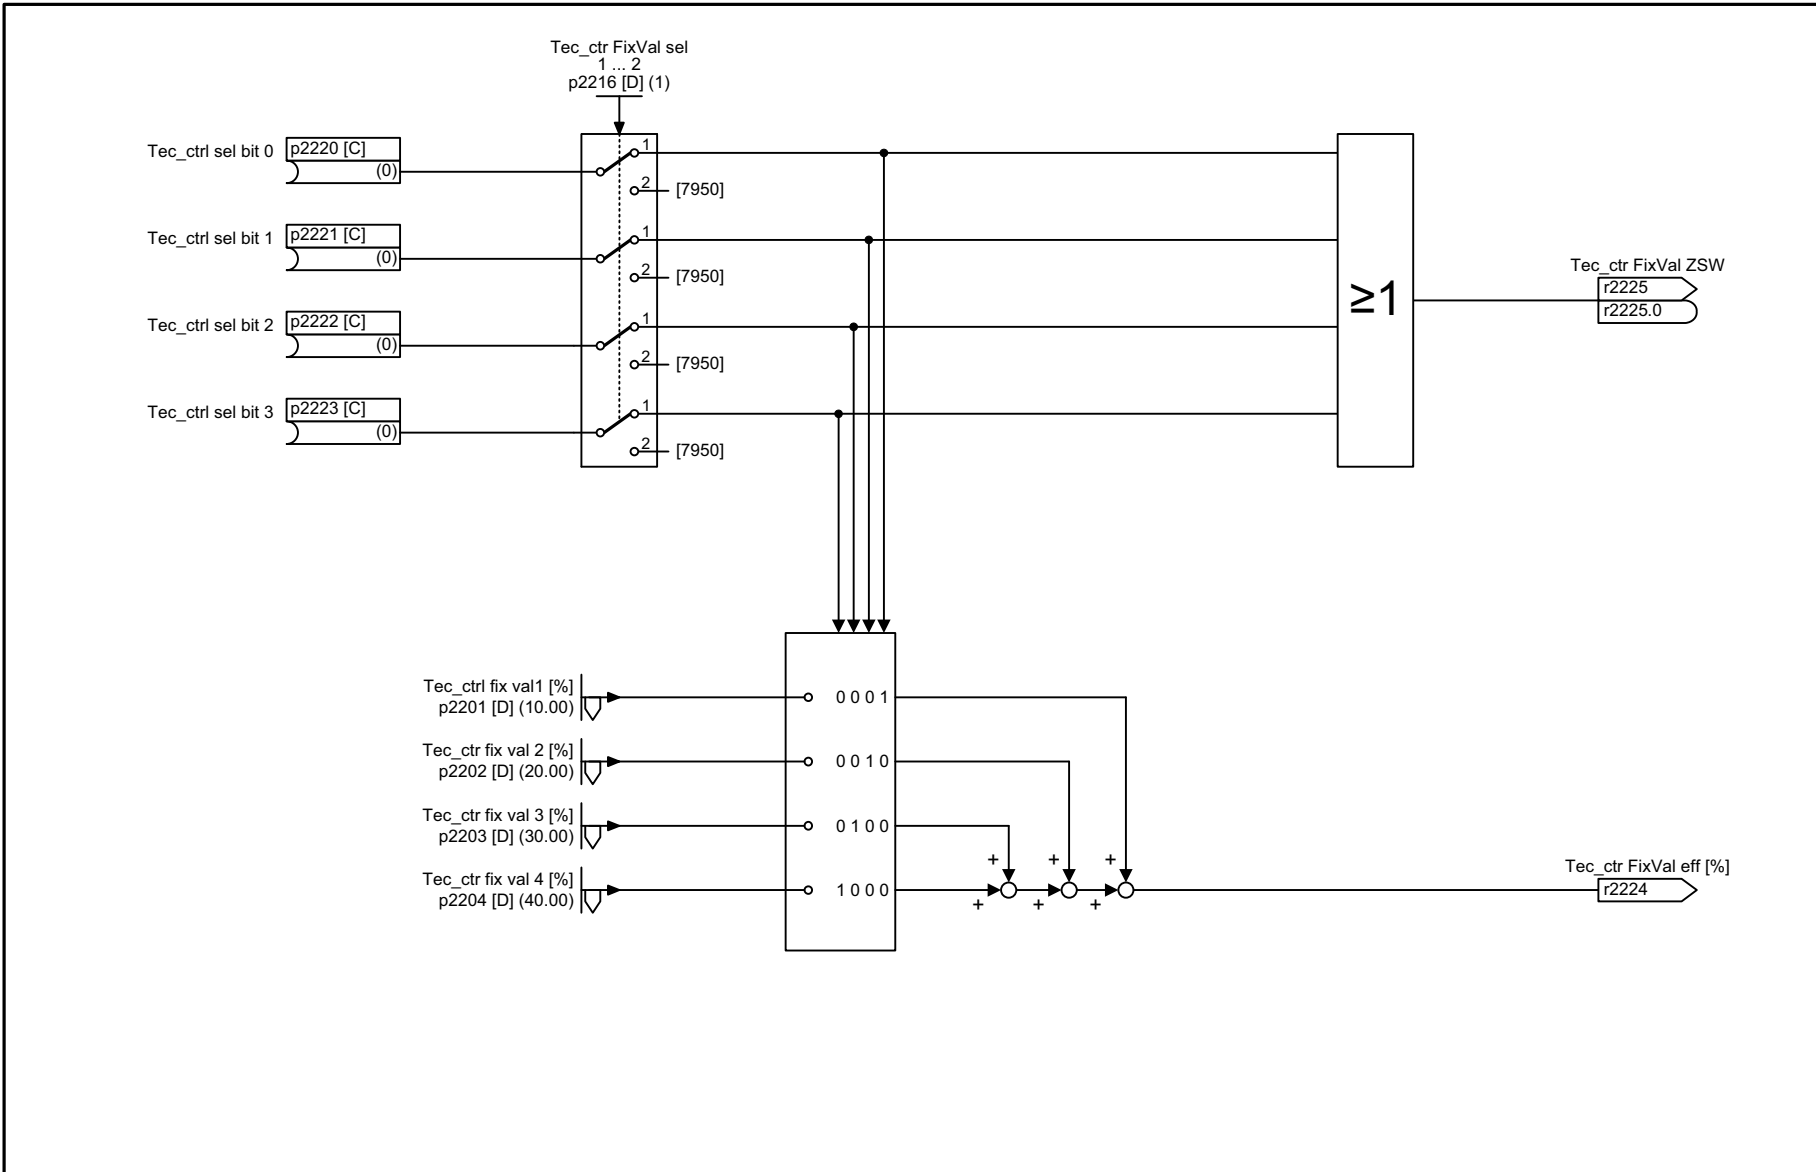 Tec_ctr FixVal sel
1 ... 2
p2216 [D] (1)
Tec_ctrl sel bit 0
p2220 [C]
(0)
1
2
[7950]
Tec_ctrl sel bit 1
p2221 [C]
(0)
1
2
[7950]
Tec_ctrl sel bit 2
p2222 [C]
(0)
1
2
[7950]
Tec_ctrl sel bit 3
p2223 [C]
(0)
1
2
[7950]
≥1
Tec_ctr FixVal ZSW
r2225
r2225.0
Tec_ctrl fix val1 [%]
p2201 [D] (10.00)
0 0 0 1
Tec_ctr fix val 2 [%]
p2202 [D] (20.00)
0 0 1 0
Tec_ctr fix val 3 [%]
p2203 [D] (30.00)
0 1 0 0
Tec_ctr fix val 4 [%]
p2204 [D] (40.00)
1 0 0 0
+
+
+
+
+
+
Tec_ctr FixVal eff [%]
r2224